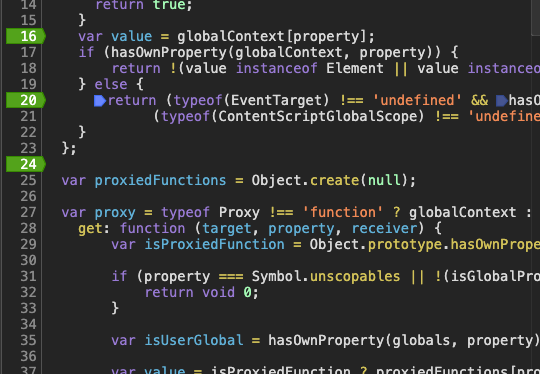 14 return true;
15 }
16 var value = globalContext[property];
17 if (hasOwnProperty(globalContext, property)) {
18 return !(value instanceof Element || value instanceo
19 } else {
20 return (typeof(EventTarget) !== 'undefined' && hasO
21 (typeof(ContentScriptGlobalScope) !== 'undefine
22 }
23 };
24
25 var proxiedFunctions = Object.create(null);
26
27 var proxy = typeof Proxy !== 'function' ? globalContext :
28 get: function (target, property, receiver) {
29 var isProxiedFunction = Object.prototype.hasOwnPrope
30
31 if (property === Symbol.unscopables || !(isGlobalPro
32 return void 0;
33 }
34
35 var isUserGlobal = hasOwnProperty(globals, property)
36
37 var value = isProxiedFunction ? proxiedFunctions[pro